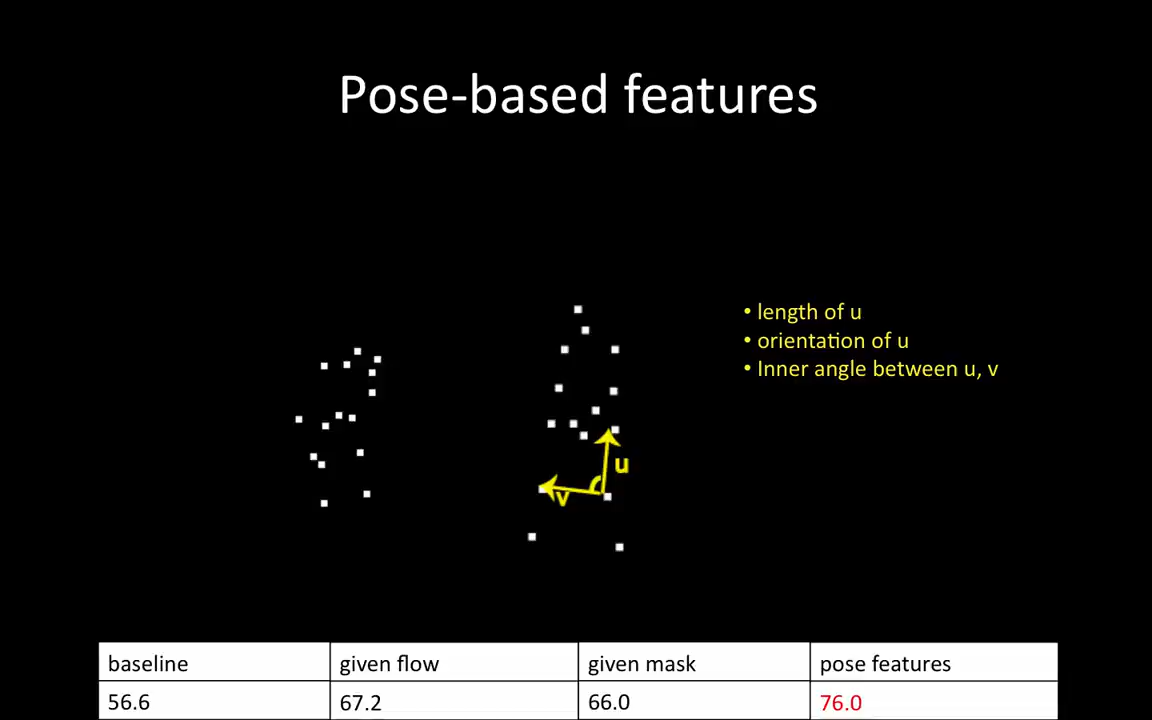 Pose-based features
• length of u
• orientation of u
• Inner angle between u, v
u
v
baseline given flow given mask pose features
56.6 67.2 66.0 76.0